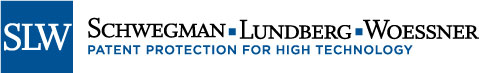 SLW
SCHWEGMAN▪LUNDBERG▪WOESSNER
PATENT PROTECTION FOR HIGH TECHNOLOGY